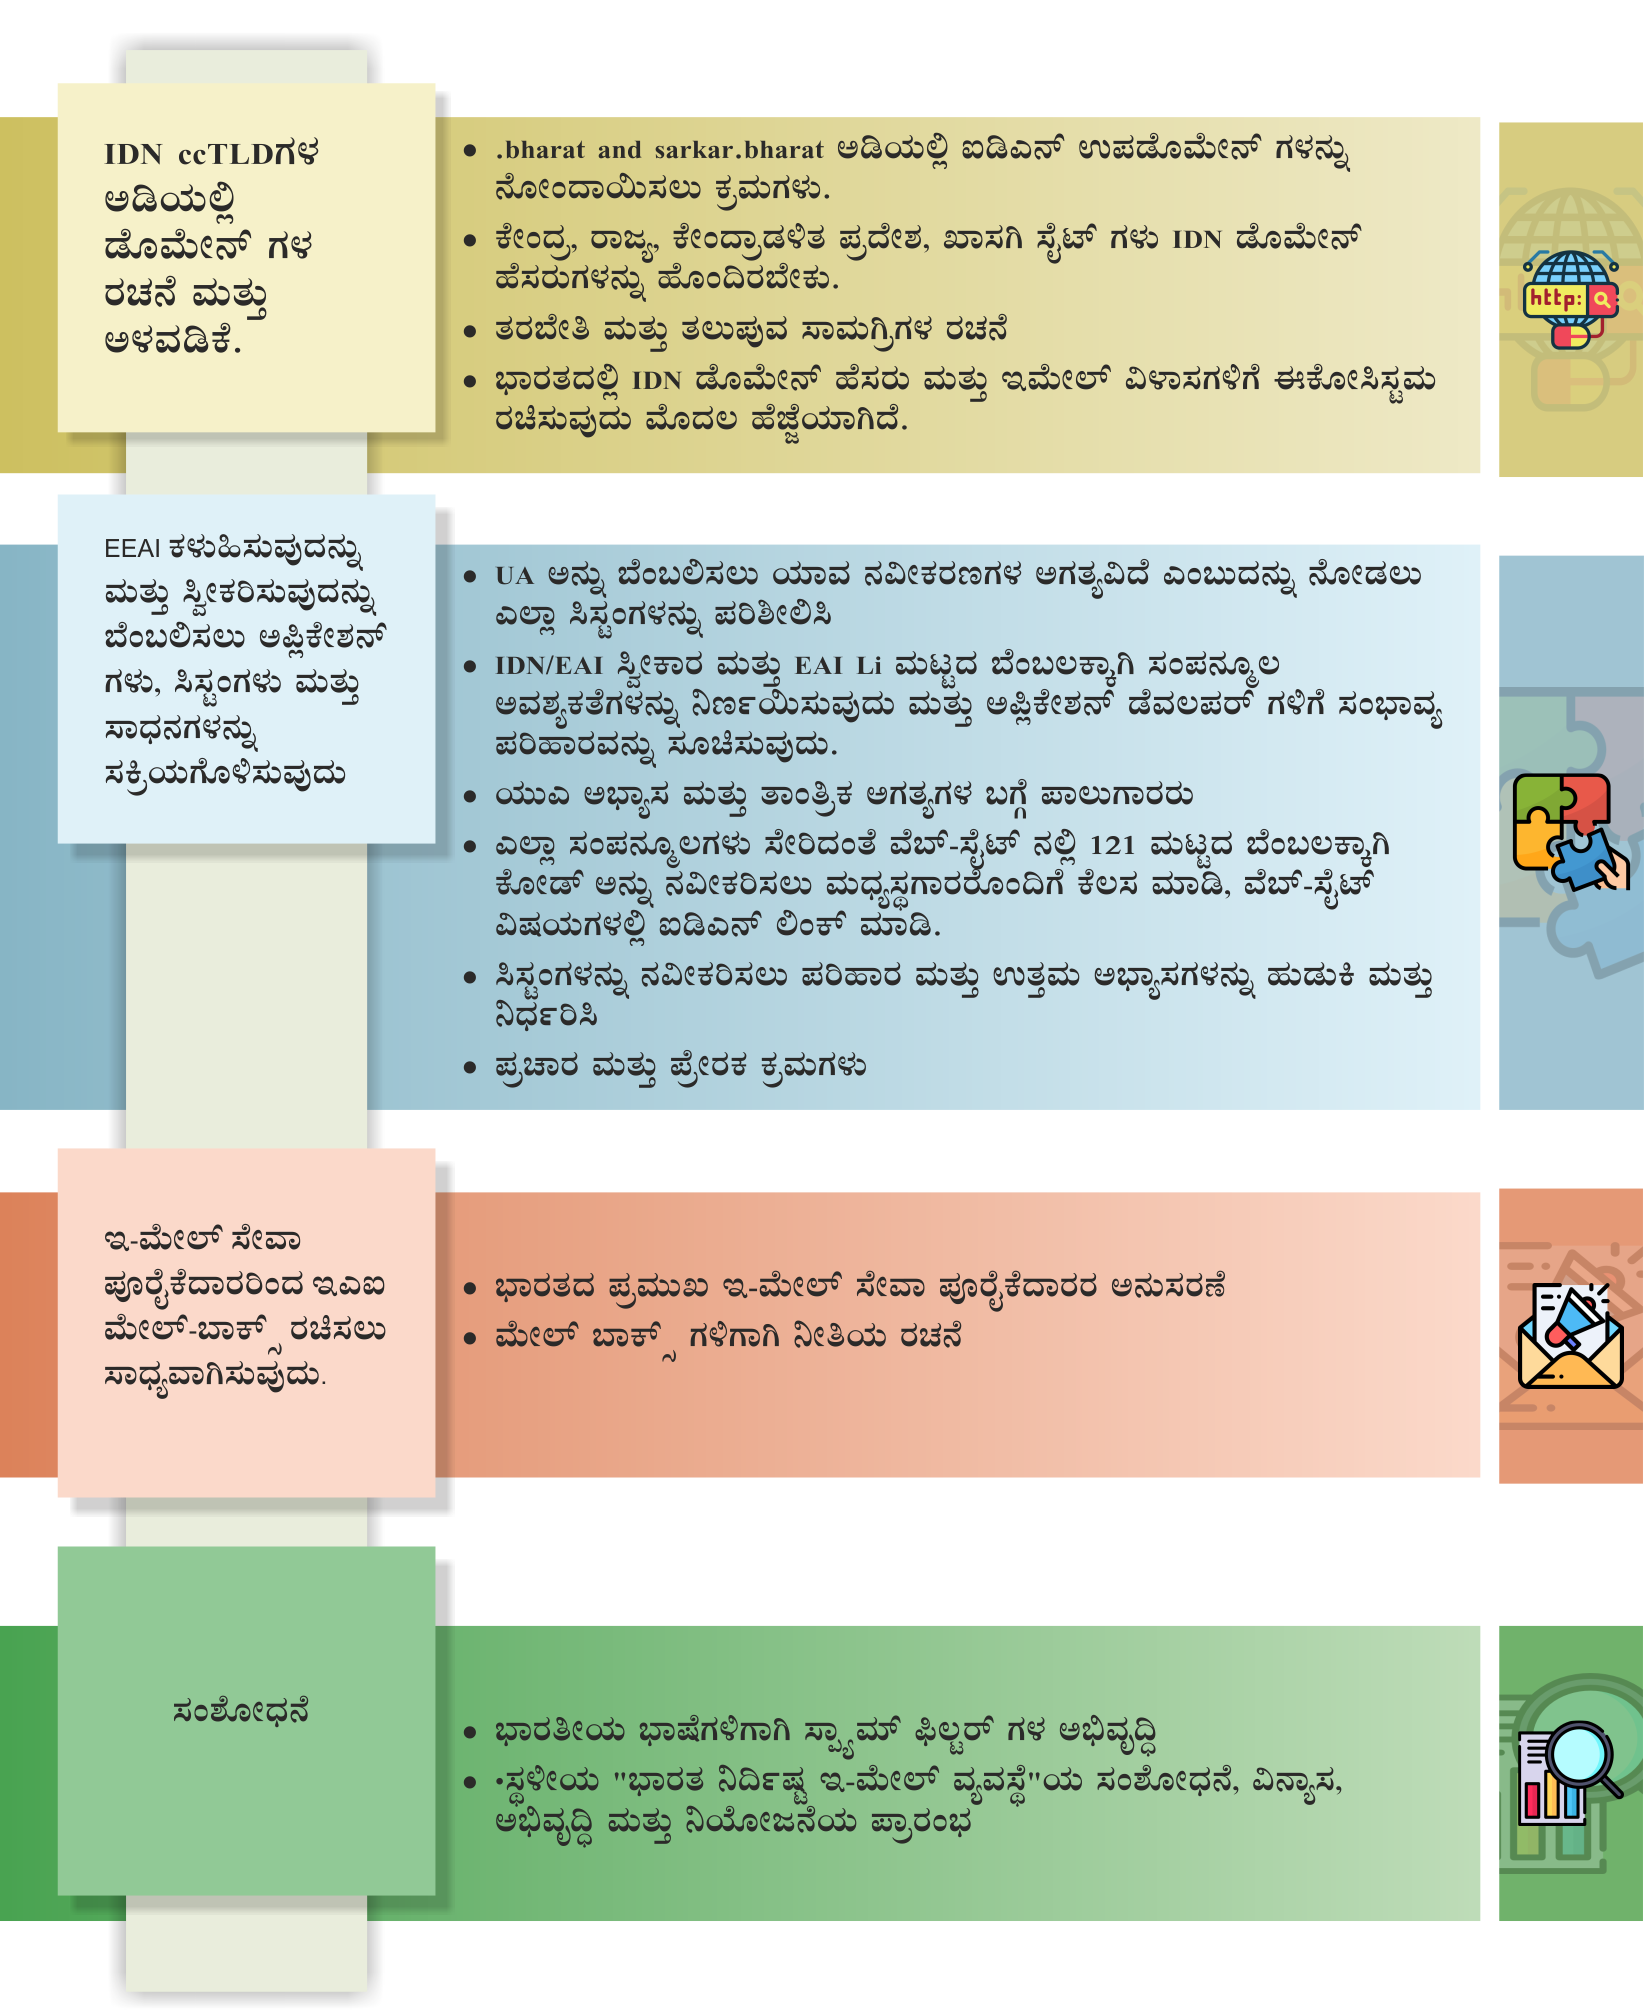 IDN ccTLDಗಳ
ಅಡಿಯಲ್ಲಿ
ಡೊಮೇನ್ ಗಳ
ರಚನೆ ಮತ್ತು
ಅಳವಡಿಕೆ.
• .bharat and sarkar.bharat ಅಡಿಯಲ್ಲಿ ಐಡಿಎನ್ ಉಪಡೊಮೇನ್ ಗಳನ್ನು
ನೋಂದಾಯಿಸಲು ಕ್ರಮಗಳು.
• ಕೇಂದ್ರ, ರಾಜ್ಯ, ಕೇಂದ್ರಾಡಳಿತ ಪ್ರದೇಶ, ಖಾಸಗಿ ಸೈಟ್ ಗಳು IDN ಡೊಮೇನ್
ಹೆಸರುಗಳನ್ನು ಹೊಂದಿರಬೇಕು.
• ತರಬೇತಿ ಮತ್ತು ತಲುಪುವ ಸಾಮಗ್ರಿಗಳ ರಚನೆ
• ಭಾರತದಲ್ಲಿ IDN ಡೊಮೇನ್ ಹೆಸರು ಮತ್ತು ಇಮೇಲ್ ವಿಳಾಸಗಳಿಗೆ ಈಕೋಸಿಸ್ಟಮ
ರಚಿಸುವುದು ಮೊದಲ ಹೆಜ್ಜೆಯಾಗಿದೆ.
http:
EEAI ಕಳುಹಿಸುವುದನ್ನು
ಮತ್ತು ಸ್ವೀಕರಿಸುವುದನ್ನು
ಬೆಂಬಲಿಸಲು ಅಪ್ಲಿಕೇಶನ್
ಗಳು, ಸಿಸ್ಟಂಗಳು ಮತ್ತು
ಸಾಧನಗಳನ್ನು
ಸಕ್ರಿಯಗೊಳಿಸುವುದು
• UA ಅನ್ನು ಬೆಂಬಲಿಸಲು ಯಾವ ನವೀಕರಣಗಳ ಅಗತ್ಯವಿದೆ ಎಂಬುದನ್ನು ನೋಡಲು
ಎಲ್ಲಾ ಸಿಸ್ಟಂಗಳನ್ನು ಪರಿಶೀಲಿಸಿ
• IDN/EAI ಸ್ವೀಕಾರ ಮತ್ತು EAI Li ಮಟ್ಟದ ಬೆಂಬಲಕ್ಕಾಗಿ ಸಂಪನ್ಮೂಲ
ಅವಶ್ಯಕತೆಗಳನ್ನು ನಿರ್ಣಯಿಸುವುದು ಮತ್ತು ಅಪ್ಲಿಕೇಶನ್ ಡೆವಲಪರ್ ಗಳಿಗೆ ಸಂಭಾವ್ಯ
ಪರಿಹಾರವನ್ನು ಸೂಚಿಸುವುದು.
• ಯುಎ ಅಭ್ಯಾಸ ಮತ್ತು ತಾಂತ್ರಿಕ ಅಗತ್ಯಗಳ ಬಗ್ಗೆ ಪಾಲುಗಾರರು
• ಎಲ್ಲಾ ಸಂಪನ್ಮೂಲಗಳು ಸೇರಿದಂತೆ ವೆಬ್-ಸೈಟ್ ನಲ್ಲಿ 121 ಮಟ್ಟದ ಬೆಂಬಲಕ್ಕಾಗಿ
ಕೋಡ್ ಅನ್ನು ನವೀಕರಿಸಲು ಮಧ್ಯಸ್ಥಗಾರರೊಂದಿಗೆ ಕೆಲಸ ಮಾಡಿ, ವೆಬ್-ಸೈಟ್
ವಿಷಯಗಳಲ್ಲಿ ಐಡಿಎನ್ ಲಿಂಕ್ ಮಾಡಿ.
• ಸಿಸ್ಟಂಗಳನ್ನು ನವೀಕರಿಸಲು ಪರಿಹಾರ ಮತ್ತು ಉತ್ತಮ ಅಭ್ಯಾಸಗಳನ್ನು ಹುಡುಕಿ ಮತ್ತು
ನಿರ್ಧರಿಸಿ
• ಪ್ರಚಾರ ಮತ್ತು ಪ್ರೇರಕ ಕ್ರಮಗಳು
ಇ-ಮೇಲ್ ಸೇವಾ
ಪೂರೈಕೆದಾರರಿಂದ ಇಎಐ
ಮೇಲ್-ಬಾಕ್ಸ್ ರಚಿಸಲು
ಸಾಧ್ಯವಾಗಿಸುವುದು.
• ಭಾರತದ ಪ್ರಮುಖ ಇ-ಮೇಲ್ ಸೇವಾ ಪೂರೈಕೆದಾರರ ಅನುಸರಣೆ
• ಮೇಲ್ ಬಾಕ್ಸ್ ಗಳಿಗಾಗಿ ನೀತಿಯ ರಚನೆ
ಸಂಶೋಧನೆ
• ಭಾರತೀಯ ಭಾಷೆಗಳಿಗಾಗಿ ಸ್ಪ್ಯಾಮ್ ಫಿಲ್ಟರ್ ಗಳ ಅಭಿವೃದ್ಧಿ
• •ಸ್ಥಳೀಯ "ಭಾರತ ನಿರ್ದಿಷ್ಟ ಇ-ಮೇಲ್ ವ್ಯವಸ್ಥೆ"ಯ ಸಂಶೋಧನೆ, ವಿನ್ಯಾಸ,
ಅಭಿವೃದ್ಧಿ ಮತ್ತು ನಿಯೋಜನೆಯ ಪ್ರಾರಂಭ